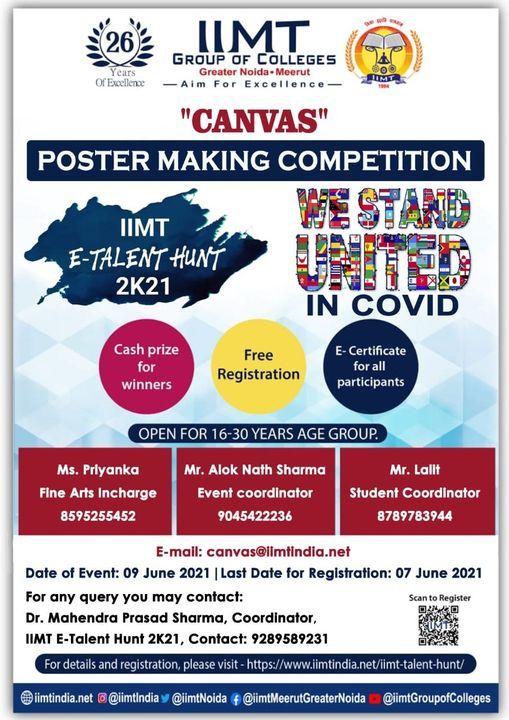 26
Years
Of Excellence
IIMT
GROUP OF COLLEGES
Greater Noida • Meerut
— Aim For Excellence —
IIMT
1994
"CANVAS"
POSTER MAKING COMPETITION
IIMT
E-TALENT HUNT
2K21
WE STAND
UNITED
IN COVID
Cash prize
for
winners
Free
Registration
E- Certificate
for all
participants
OPEN FOR 16-30 YEARS AGE GROUP.
Ms. Priyanka
Fine Arts Incharge
8595255452
Mr. Alok Nath Sharma
Event coordinator
9045422236
Mr. Lalit
Student Coordinator
8789783944
E-mail: canvas@iimtindia.net
Date of Event: 09 June 2021 | Last Date for Registration: 07 June 2021
For any query you may contact:
Dr. Mahendra Prasad Sharma, Coordinator,
IIMT E-Talent Hunt 2K21, Contact: 9289589231
Scan to Register
IIMT
For details and registration, please visit - https://www.iimtindia.net/iimt-talent-hunt/
iimtindia.net @iimtIndia @iimtNoida @iimtMeerutGreaterNoida @iimtGroupofColleges